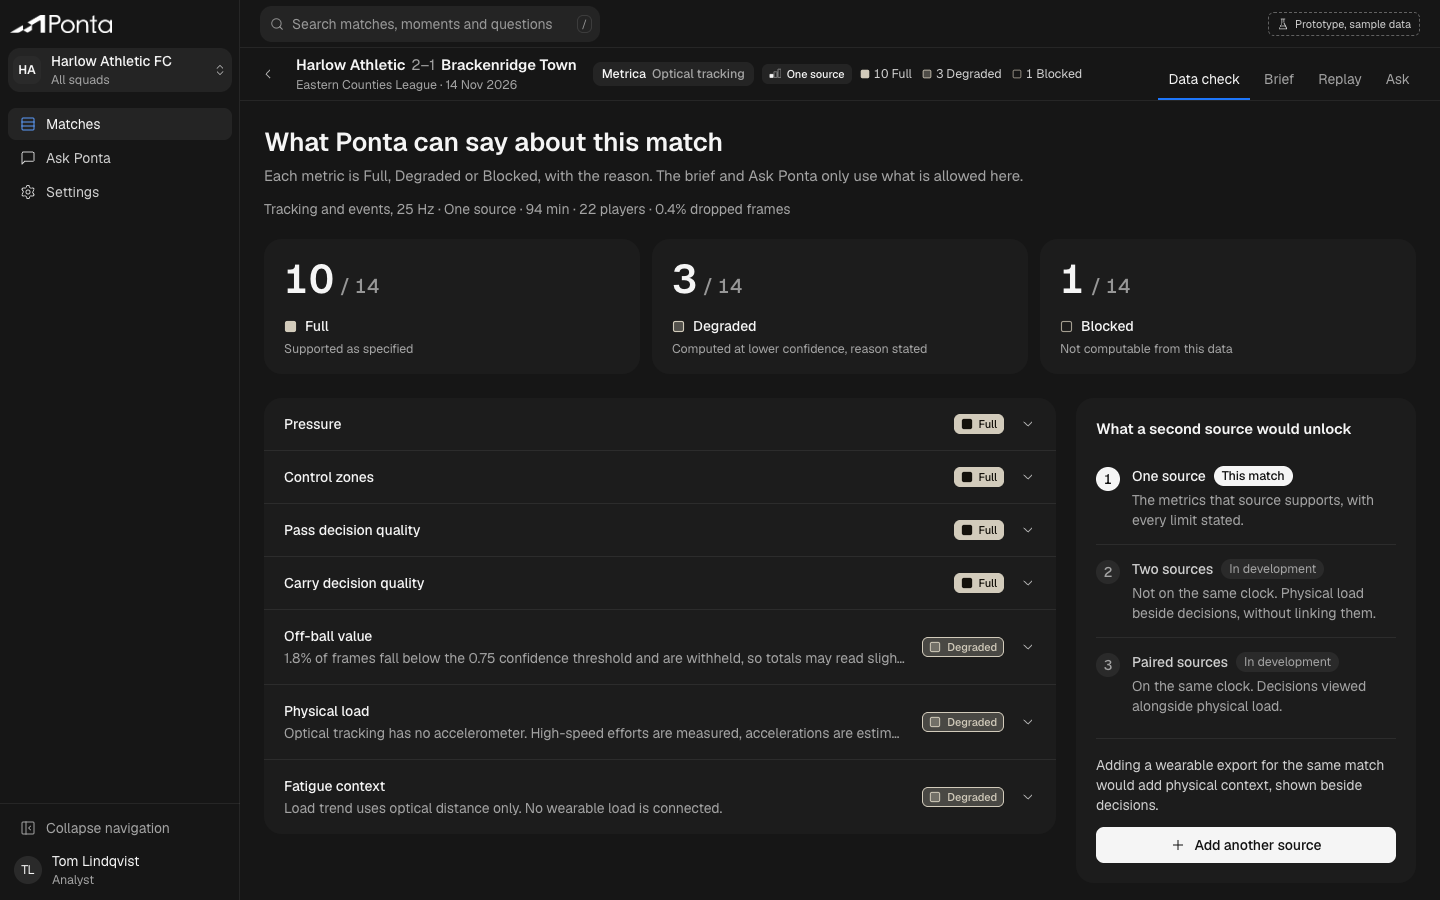 Ponta
Search matches, moments and questions
/
Prototype, sample data
HA
Harlow Athletic FC
All squads
Matches
Ask Ponta
Settings
Harlow Athletic 2–1 Brackenridge Town
Eastern Counties League · 14 Nov 2026
Metrica Optical tracking
One source
10 Full
3 Degraded
1 Blocked
Data check
Brief
Replay
Ask
What Ponta can say about this match
Each metric is Full, Degraded or Blocked, with the reason. The brief and Ask Ponta only use what is allowed here.
Tracking and events, 25 Hz · One source · 94 min · 22 players · 0.4% dropped frames
10 / 14
Full
Supported as specified
3 / 14
Degraded
Computed at lower confidence, reason stated
1 / 14
Blocked
Not computable from this data
Pressure
Full
Control zones
Full
Pass decision quality
Full
Carry decision quality
Full
Off-ball value
1.8% of frames fall below the 0.75 confidence threshold and are withheld, so totals may read sligh...
Degraded
Physical load
Optical tracking has no accelerometer. High-speed efforts are measured, accelerations are estim...
Degraded
Fatigue context
Load trend uses optical distance only. No wearable load is connected.
Degraded
What a second source would unlock
1
One source
This match
The metrics that source supports, with
every limit stated.
2
Two sources
In development
Not on the same clock. Physical load
beside decisions, without linking them.
3
Paired sources
In development
On the same clock. Decisions viewed
alongside physical load.
Adding a wearable export for the same match
would add physical context, shown beside
decisions.
Add another source
Collapse navigation
TL
Tom Lindqvist
Analyst